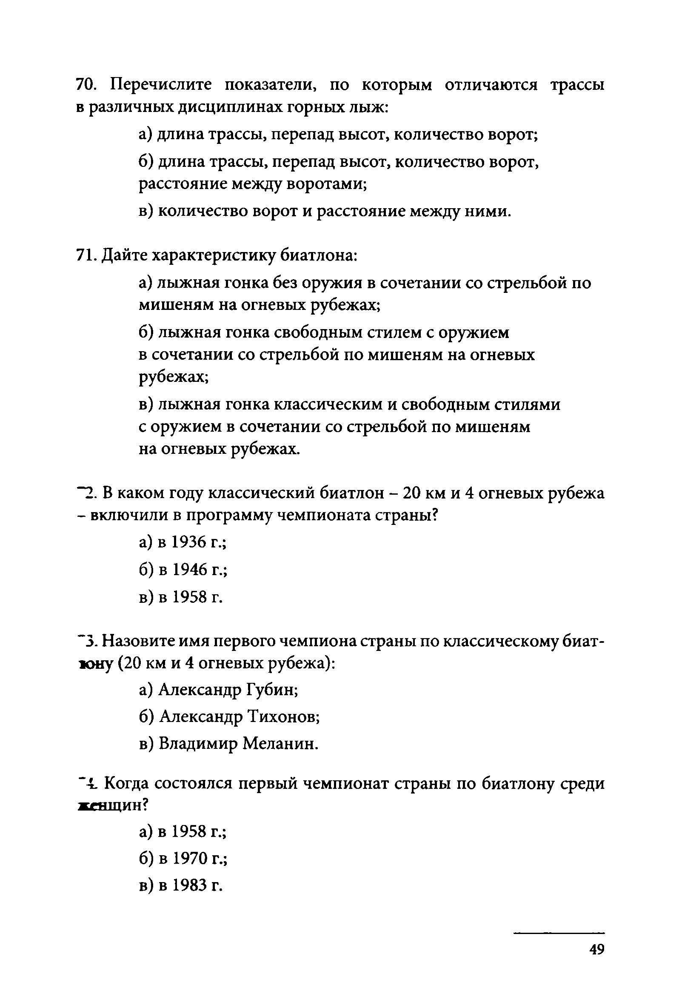 70. Перечислите показатели, по которым отличаются трассы
в различных дисциплинах горных лыж:
а) длина трассы, перепад высот, количество ворот;
б) длина трассы, перепад высот, количество ворот,
расстояние между воротами;
в) количество ворот и расстояние между ними.
71. Дайте характеристику биатлона:
а) лыжная гонка без оружия в сочетании со стрельбой по
мишеням на огневых рубежах;
б) лыжная гонка свободным стилем с оружием
в сочетании со стрельбой по мишеням на огневых
рубежах;
в) лыжная гонка классическим и свободным стилями
с оружием в сочетании со стрельбой по мишеням
на огневых рубежах.
72. В каком году классический биатлон – 20 км и 4 огневых рубежа
– включили в программу чемпионата страны?
а) в 1936 г.;
б) в 1946 г.;
в) в 1958 г.
73. Назовите имя первого чемпиона страны по классическому биат-
лону (20 км и 4 огневых рубежа):
а) Александр Губин;
б) Александр Тихонов;
в) Владимир Меланин.
74. Когда состоялся первый чемпионат страны по биатлону среди
женщин?
а) в 1958 г.;
б) в 1970 г.;
в) в 1983 г.
49